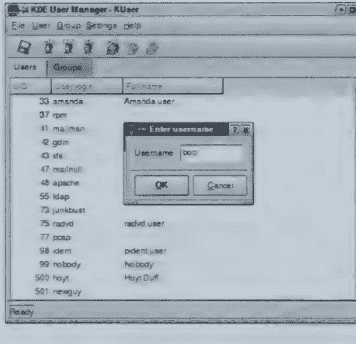 KDE User Manager - KUser
File User Group Settings Help
Users Groups
UID User login Full name
33 amanda Amanda user
37 rpm
41 mailman
42 gdm
43 xfs
47 mailnull
48 apache
55 ldap
73 junkbust
75 radvd radvd user
77 pcap
98 ident pident user
99 nobody Nobody
500 hoyt Hoyt Duff
501 newguy
Enter username
Username bob
OK Cancel
Ready